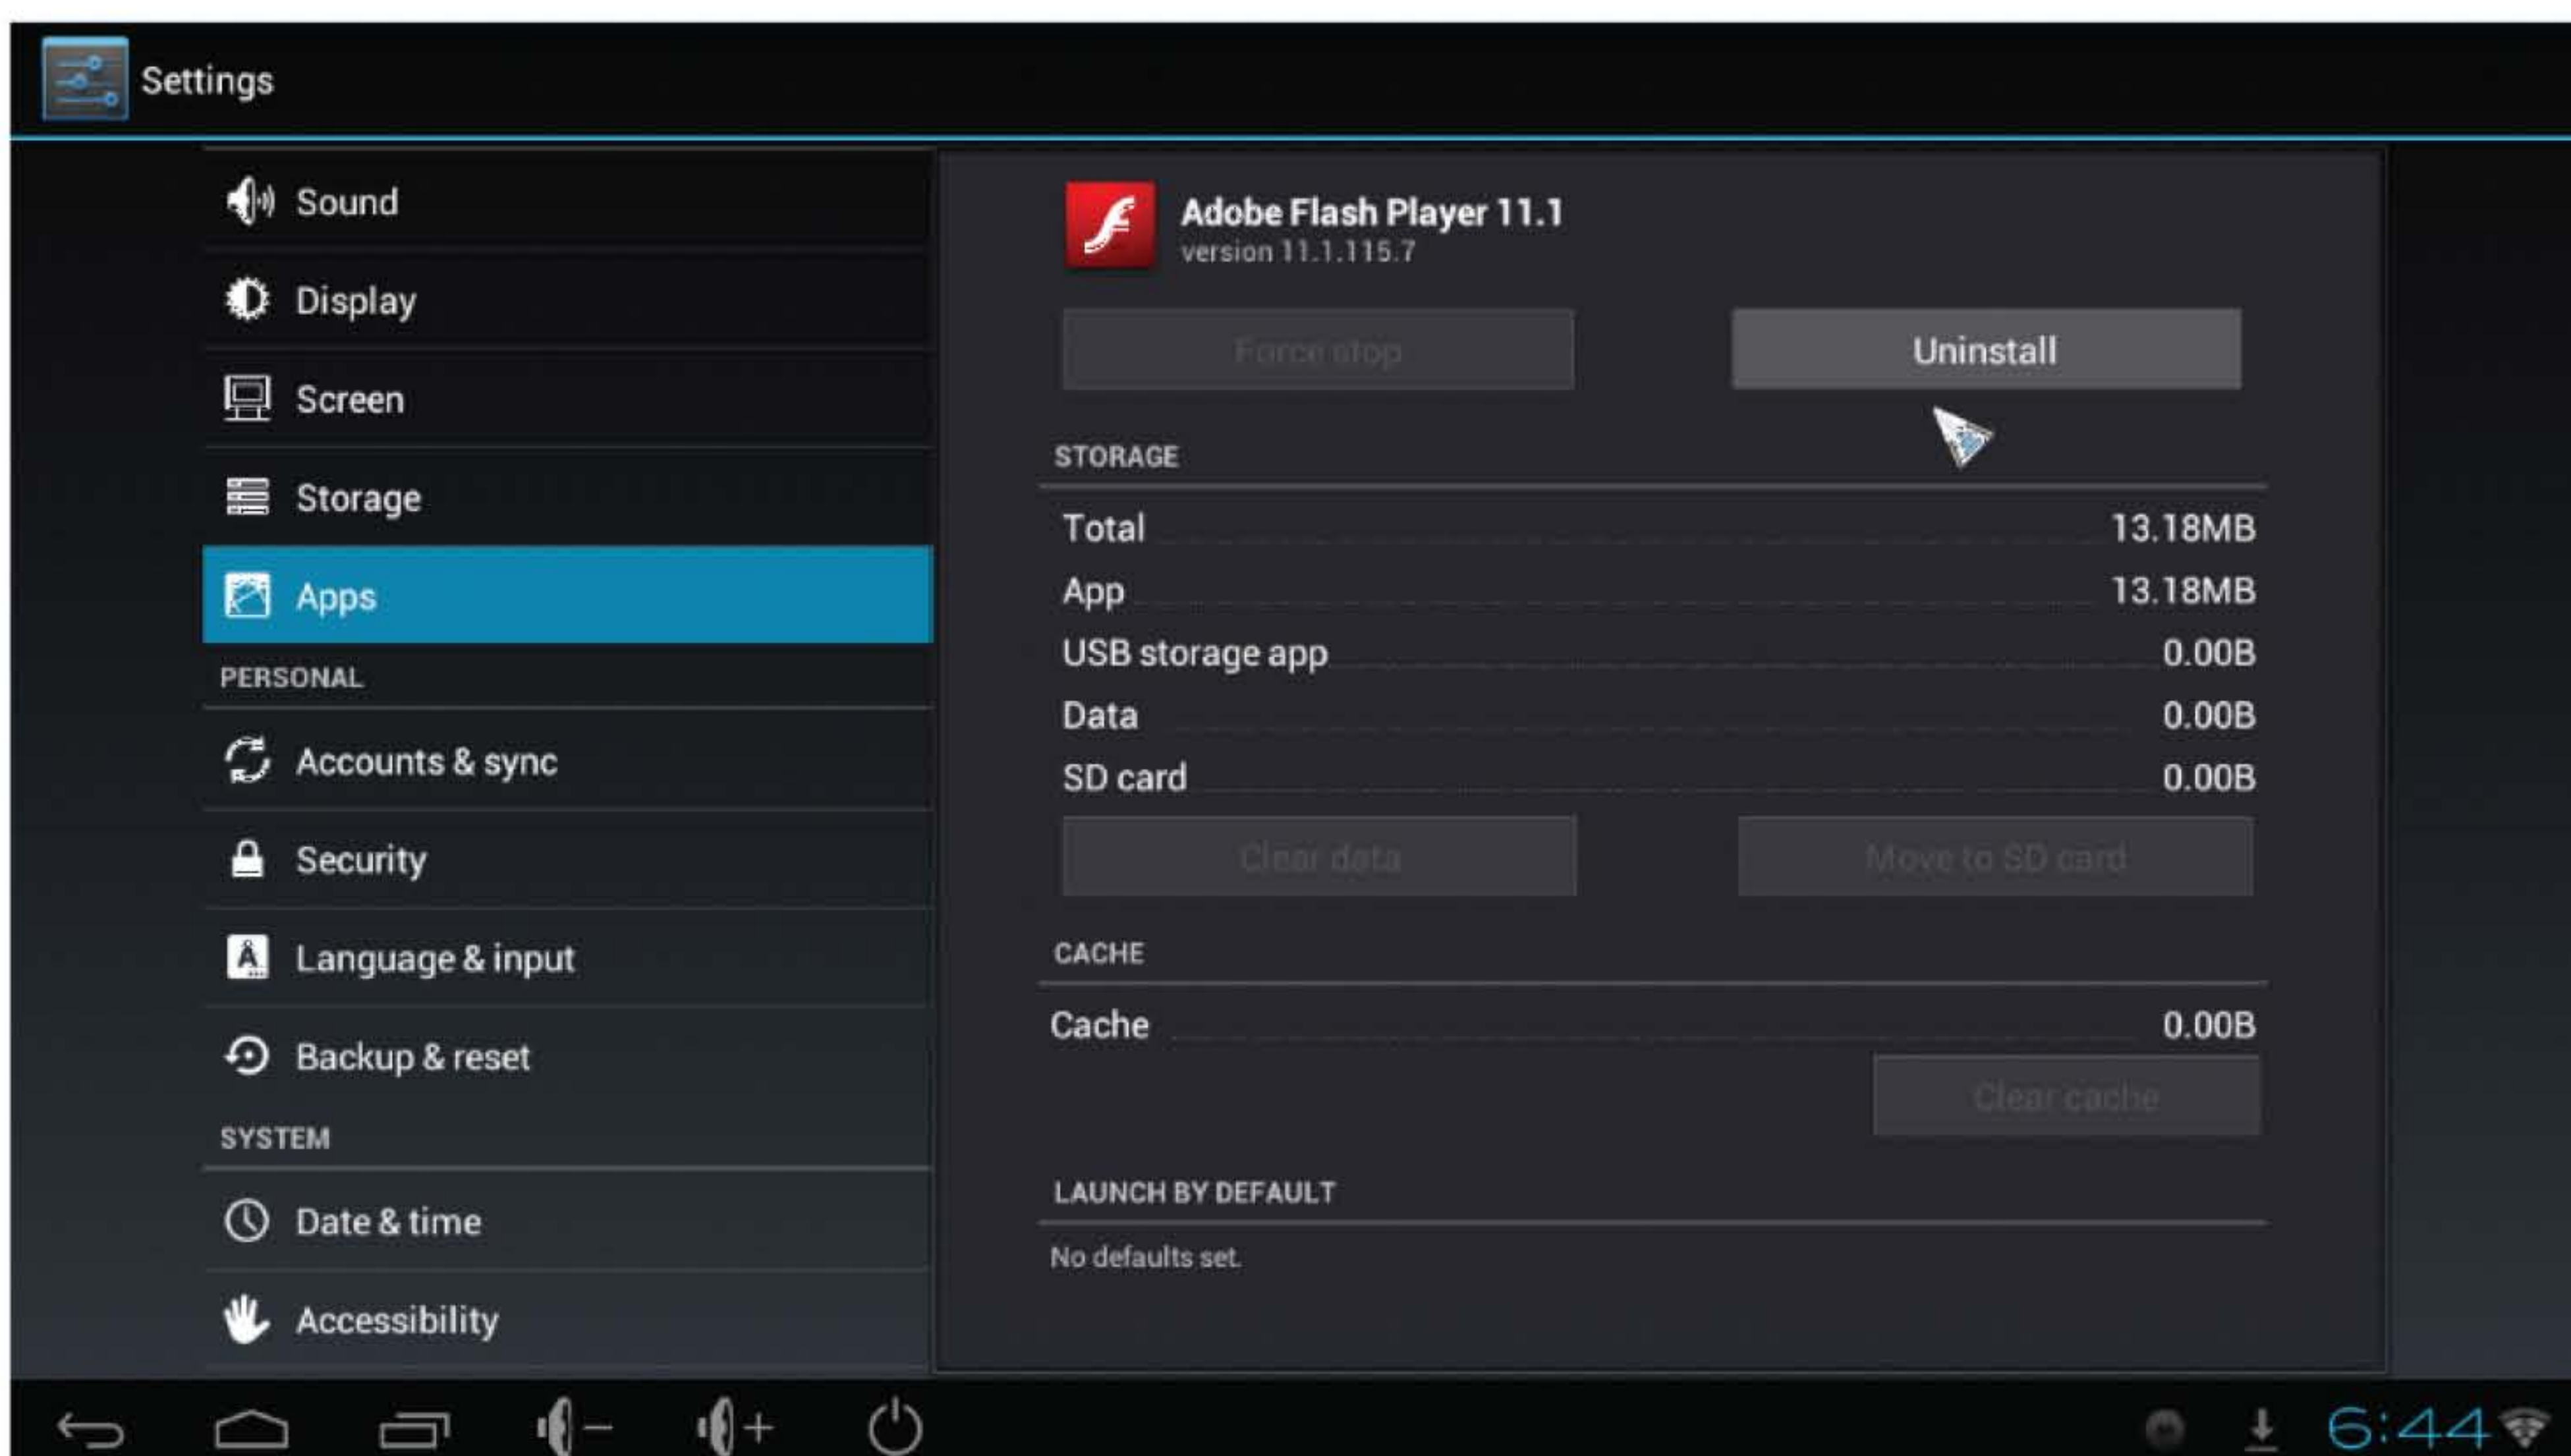 Settings
Sound
Display
Screen
Storage
Apps
PERSONAL
Accounts & sync
Security
Language & input
Backup & reset
SYSTEM
Date & time
Accessibility
Adobe Flash Player 11.1
version 11.1.115.7
Force stop
Uninstall
STORAGE
Total 13.18MB
App 13.18MB
USB storage app 0.00B
Data 0.00B
SD card 0.00B
Clear data
Move to SD card
CACHE
Cache 0.00B
Clear cache
LAUNCH BY DEFAULT
No defaults set.
6:44